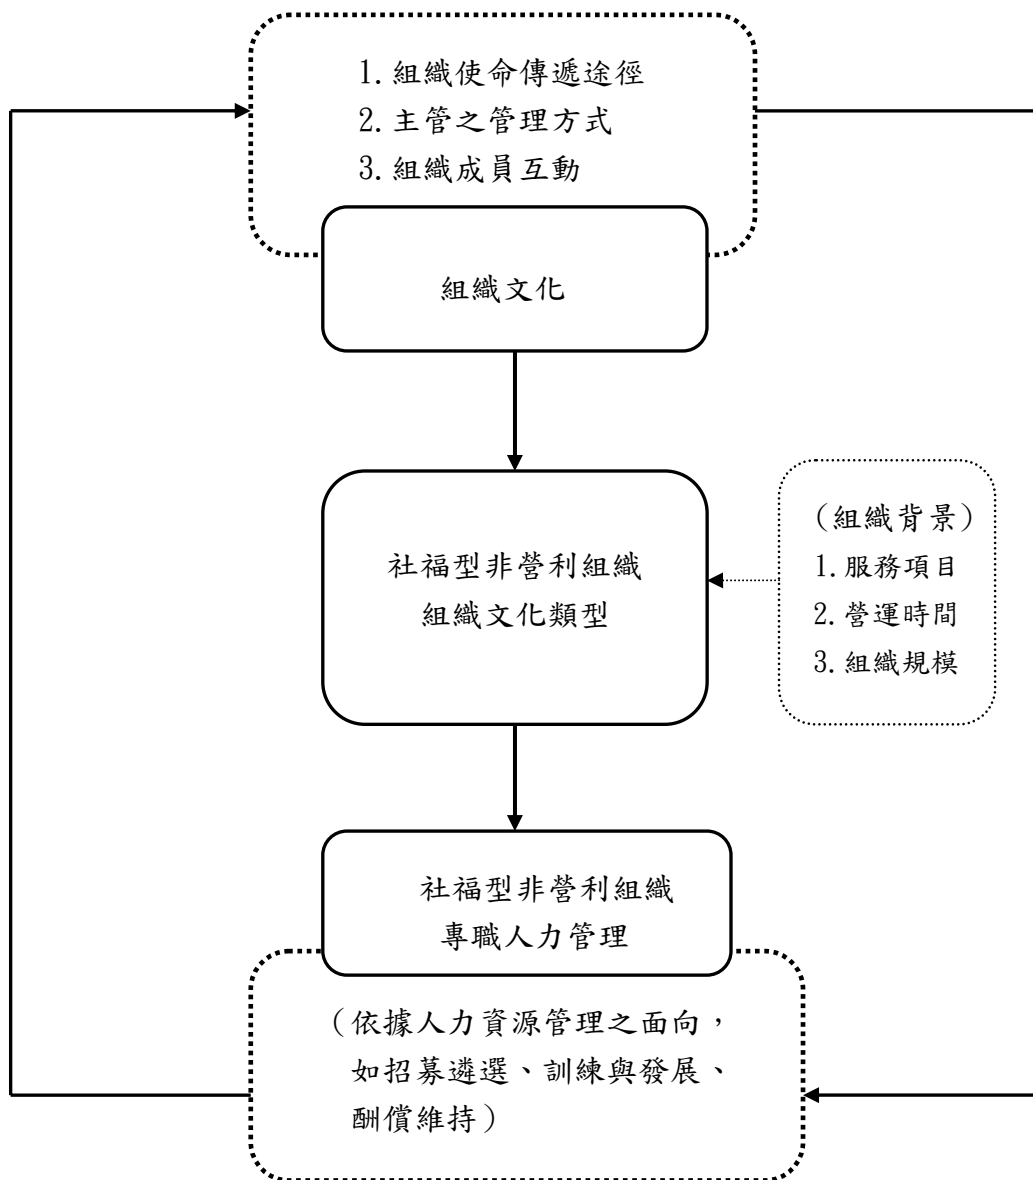 1. 組織使命傳遞途徑
2. 主管之管理方式
3. 組織成員互動
組織文化
社福型非營利組織
組織文化類型
（組織背景）
1. 服務項目
2. 營運時間
3. 組織規模
社福型非營利組織
專職人力管理
（依據人力資源管理之面向，
如招募遴選、訓練與發展、
酬償維持）